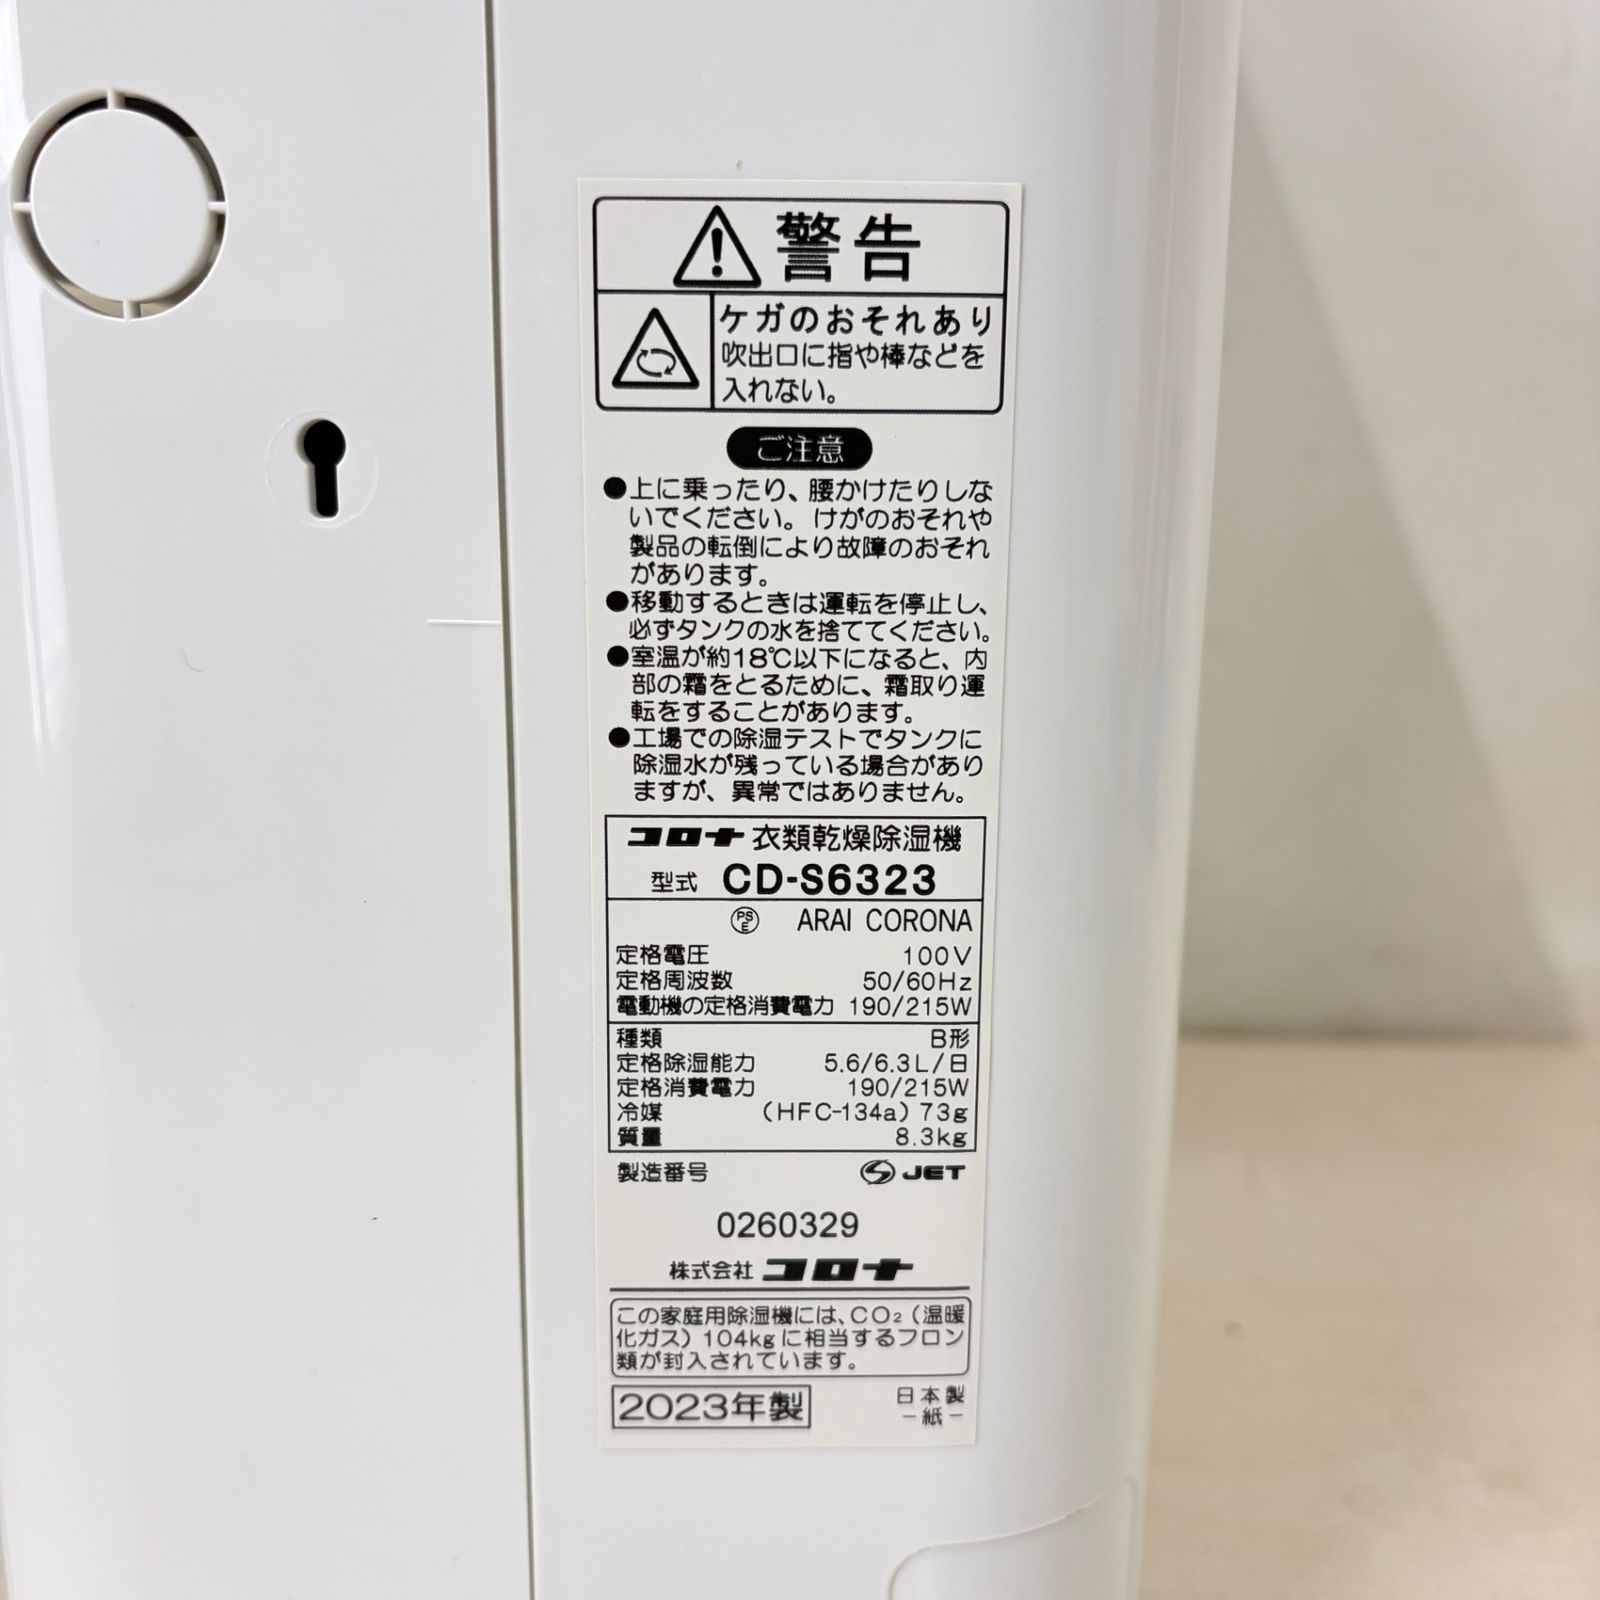 警告
ケガのおそれあり
吹出口に指や棒などを
入れない。
ご注意
●上に乗ったり、腰かけたりしな
いでください。けがのおそれや
製品の転倒により故障のおそれ
があります。
●移動するときは運転を停止し、
必ずタンクの水を捨ててください。
●室温が約18℃以下になると、内
部の霜をとるために、霜取り運
転をすることがあります。
●工場での除湿テストでタンクに
除湿水が残っている場合があり
ますが、異常ではありません。
コロナ 衣類乾燥除湿機
型式 CD-S6323
PSE ARAI CORONA
定格電圧 100V
定格周波数 50/60Hz
電動機の定格消費電力 190/215W
種類 B形
定格除湿能力 5.6/6.3L/日
定格消費電力 190/215W
冷媒 (HFC-134a) 73g
質量 8.3kg
製造番号 JET
0260329
株式会社 コロナ
この家庭用除湿機には、CO₂(温暖
化ガス)104kgに相当するフロン
類が封入されています。
2023年製 日本製
-紙-